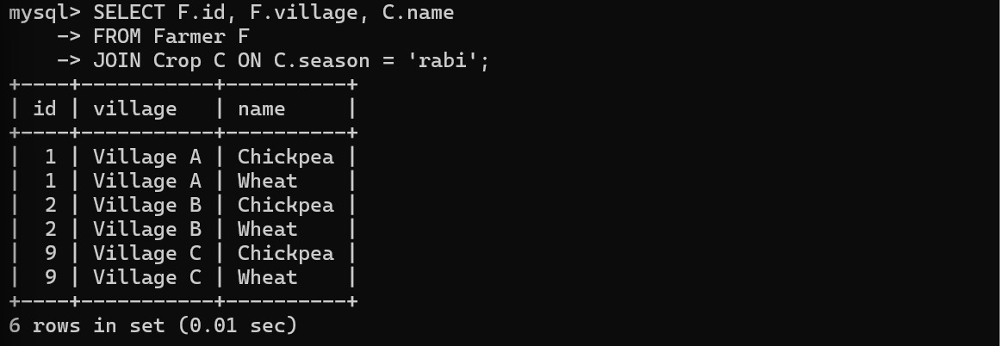 mysql> SELECT F.id, F.village, C.name
    -> FROM Farmer F
    -> JOIN Crop C ON C.season = 'rabi';
+----+-----------+----------+
| id | village   | name     |
+----+-----------+----------+
|  1 | Village A | Chickpea |
|  1 | Village A | Wheat    |
|  2 | Village B | Chickpea |
|  2 | Village B | Wheat    |
|  9 | Village C | Chickpea |
|  9 | Village C | Wheat    |
+----+-----------+----------+
6 rows in set (0.01 sec)